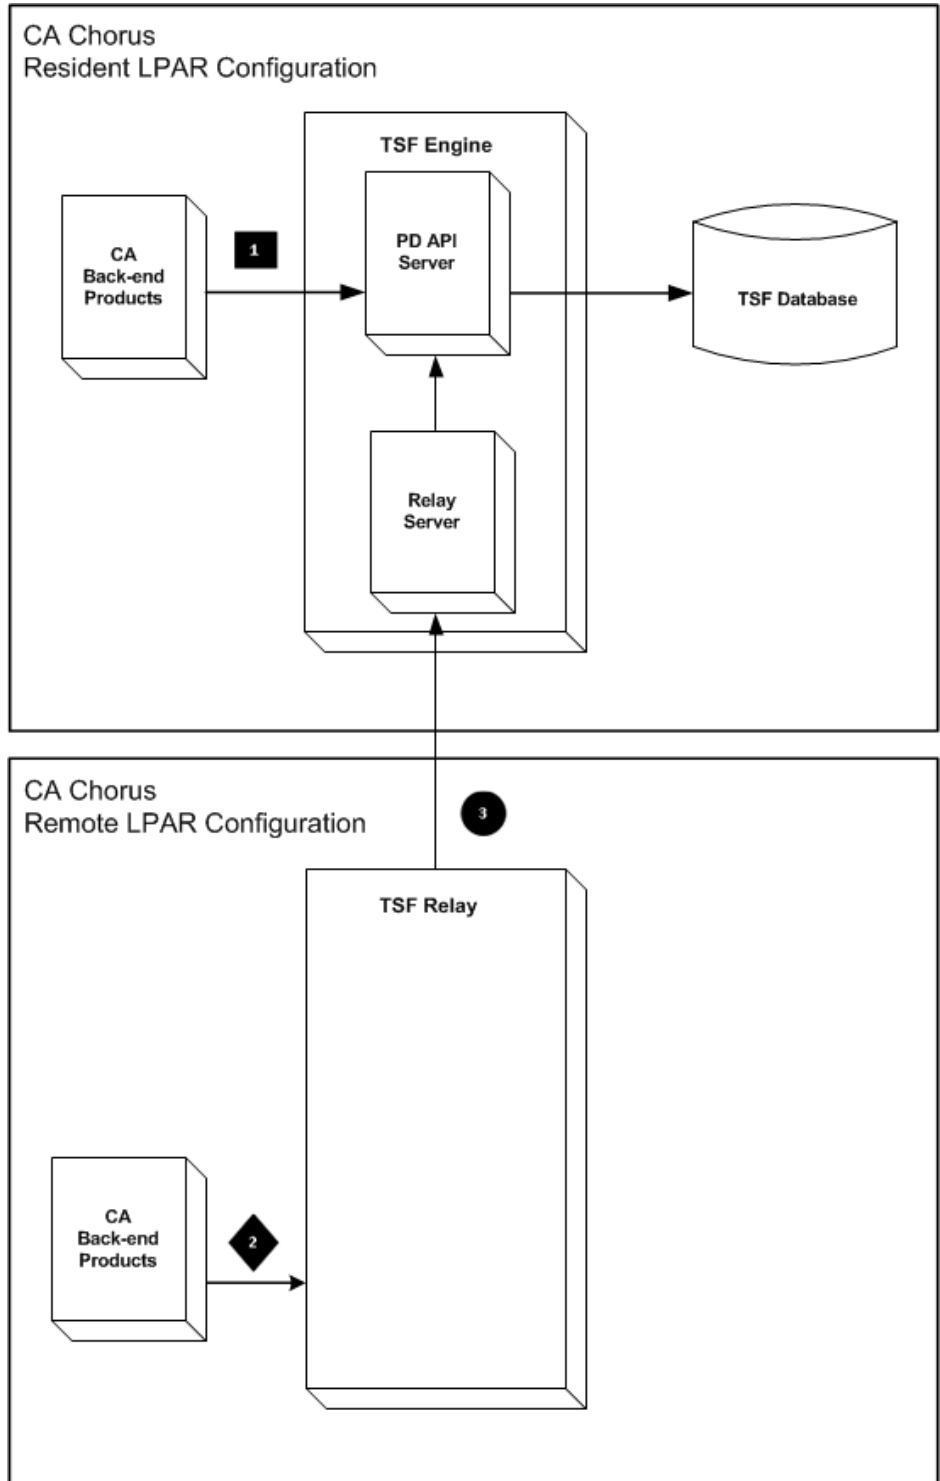 CA Chorus
Resident LPAR Configuration
TSF Engine
CA
Back-end
Products
1
PD API
Server
TSF Database
Relay
Server
CA Chorus
Remote LPAR Configuration
3
TSF Relay
CA
Back-end
Products
2